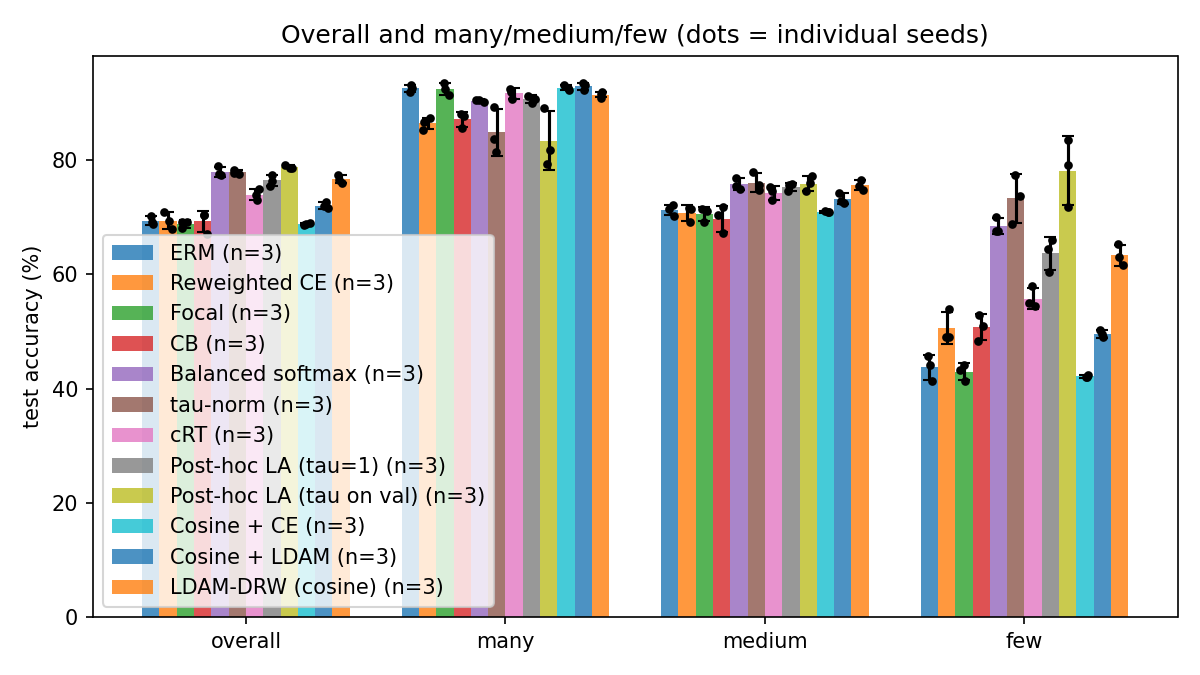 Overall and many/medium/few (dots = individual seeds)
test accuracy (%)
80
60
40
20
0
ERM (n=3)
Reweighted CE (n=3)
Focal (n=3)
CB (n=3)
Balanced softmax (n=3)
tau-norm (n=3)
cRT (n=3)
Post-hoc LA (tau=1) (n=3)
Post-hoc LA (tau on val) (n=3)
Cosine + CE (n=3)
Cosine + LDAM (n=3)
LDAM-DRW (cosine) (n=3)
overall
many
medium
few